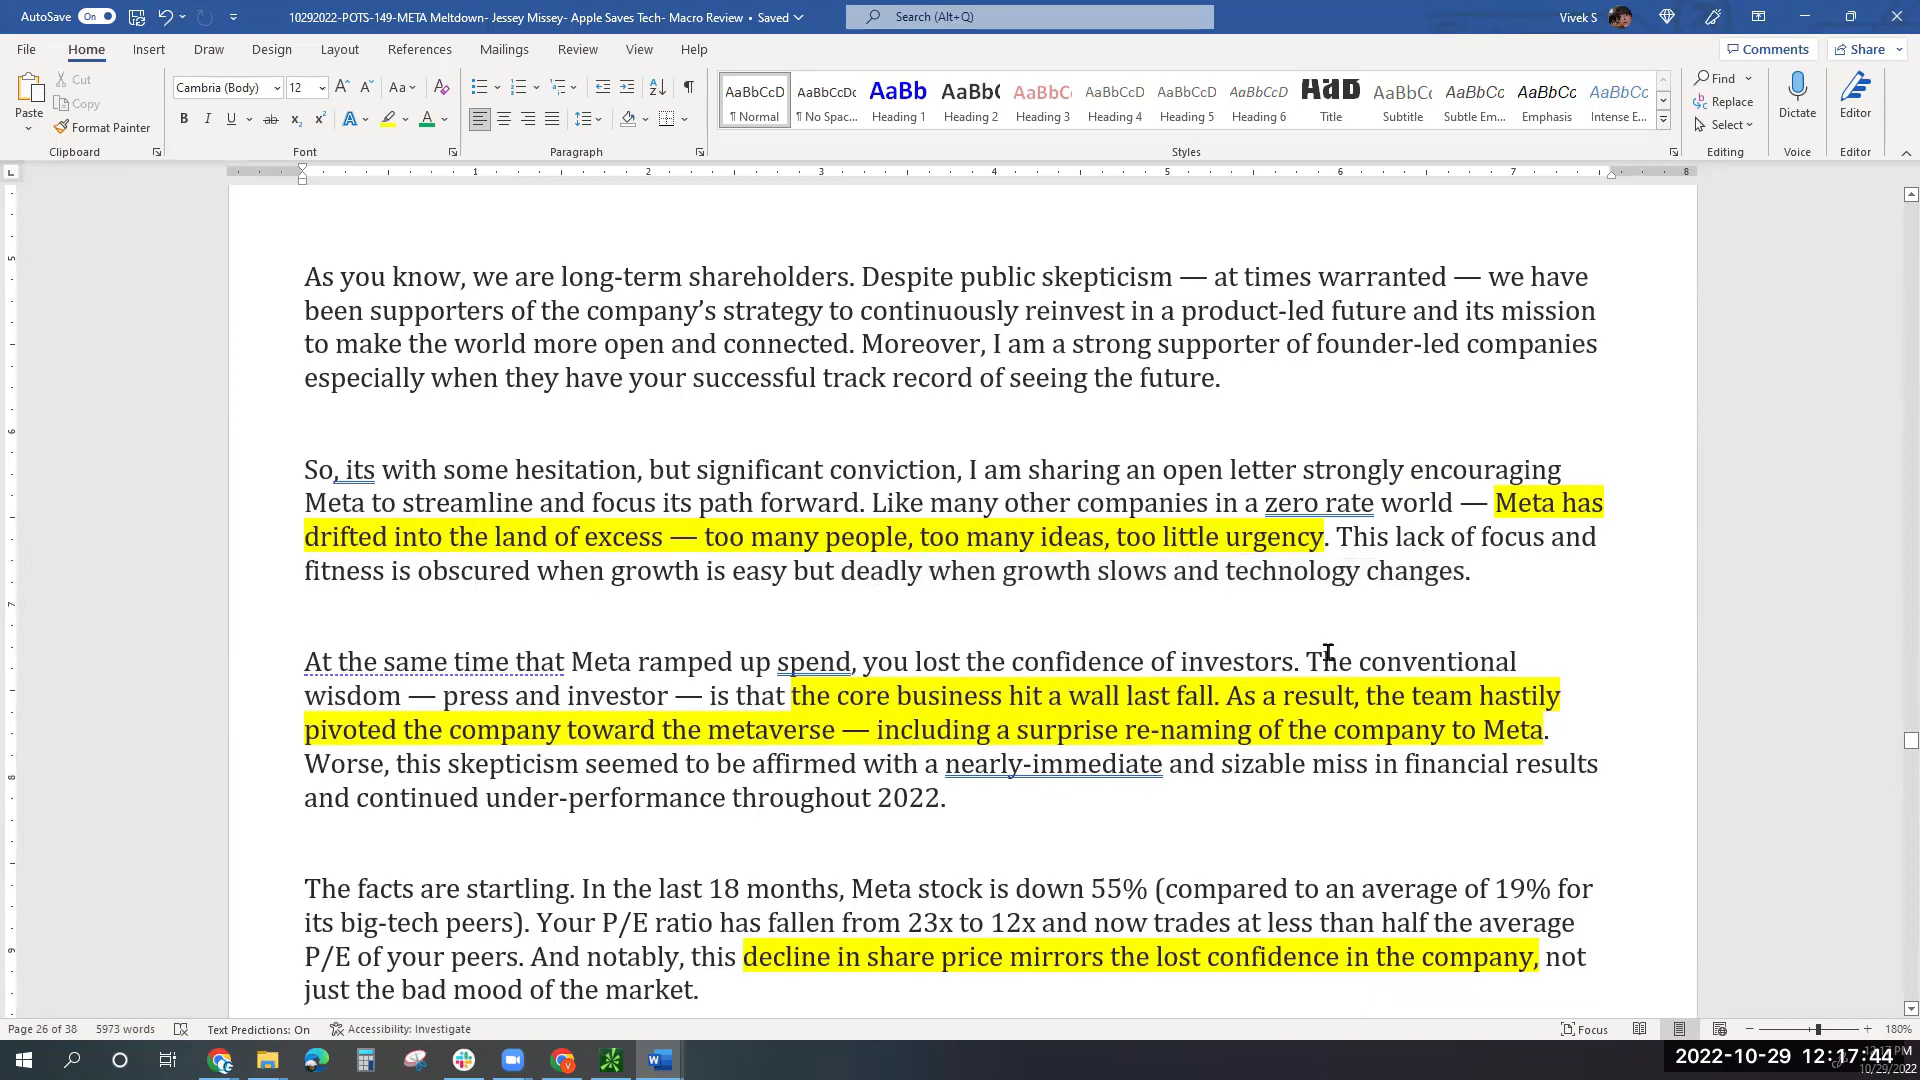 AutoSave On 10292022-POTS-149-META Meltdown- Jessey Missey- Apple Saves Tech- Macro Review • Saved Search (Alt+Q) Vivek S
File Home Insert Draw Design Layout References Mailings Review View Help Comments Share
Paste Cut Copy Format Painter
Cambria (Body) 12
AaBbCcD AaBbCcDc AaBb AaBb( AaBbCc AaBbCcD AaBbCcD AaBbCcD AaB AaBbCc AaBbCc AaBbCc AaBbCc
¶ Normal ¶ No Spac... Heading 1 Heading 2 Heading 3 Heading 4 Heading 5 Heading 6 Title Subtitle Subtle Em... Emphasis Intense E...
Find Replace Select Dictate Editor
Clipboard Font Paragraph Styles Editing Voice Editor
1 2 3 4 5 6 7 8
As you know, we are long-term shareholders. Despite public skepticism — at times warranted — we have
been supporters of the company’s strategy to continuously reinvest in a product-led future and its mission
to make the world more open and connected. Moreover, I am a strong supporter of founder-led companies
especially when they have your successful track record of seeing the future.
So, its with some hesitation, but significant conviction, I am sharing an open letter strongly encouraging
Meta to streamline and focus its path forward. Like many other companies in a zero rate world — Meta has
drifted into the land of excess — too many people, too many ideas, too little urgency. This lack of focus and
fitness is obscured when growth is easy but deadly when growth slows and technology changes.
At the same time that Meta ramped up spend, you lost the confidence of investors. The conventional
wisdom — press and investor — is that the core business hit a wall last fall. As a result, the team hastily
pivoted the company toward the metaverse — including a surprise re-naming of the company to Meta.
Worse, this skepticism seemed to be affirmed with a nearly-immediate and sizable miss in financial results
and continued under-performance throughout 2022.
The facts are startling. In the last 18 months, Meta stock is down 55% (compared to an average of 19% for
its big-tech peers). Your P/E ratio has fallen from 23x to 12x and now trades at less than half the average
P/E of your peers. And notably, this decline in share price mirrors the lost confidence in the company, not
just the bad mood of the market.
Page 26 of 38 5973 words Text Predictions: On Accessibility: Investigate Focus 180%
2022-10-29 12:17:44